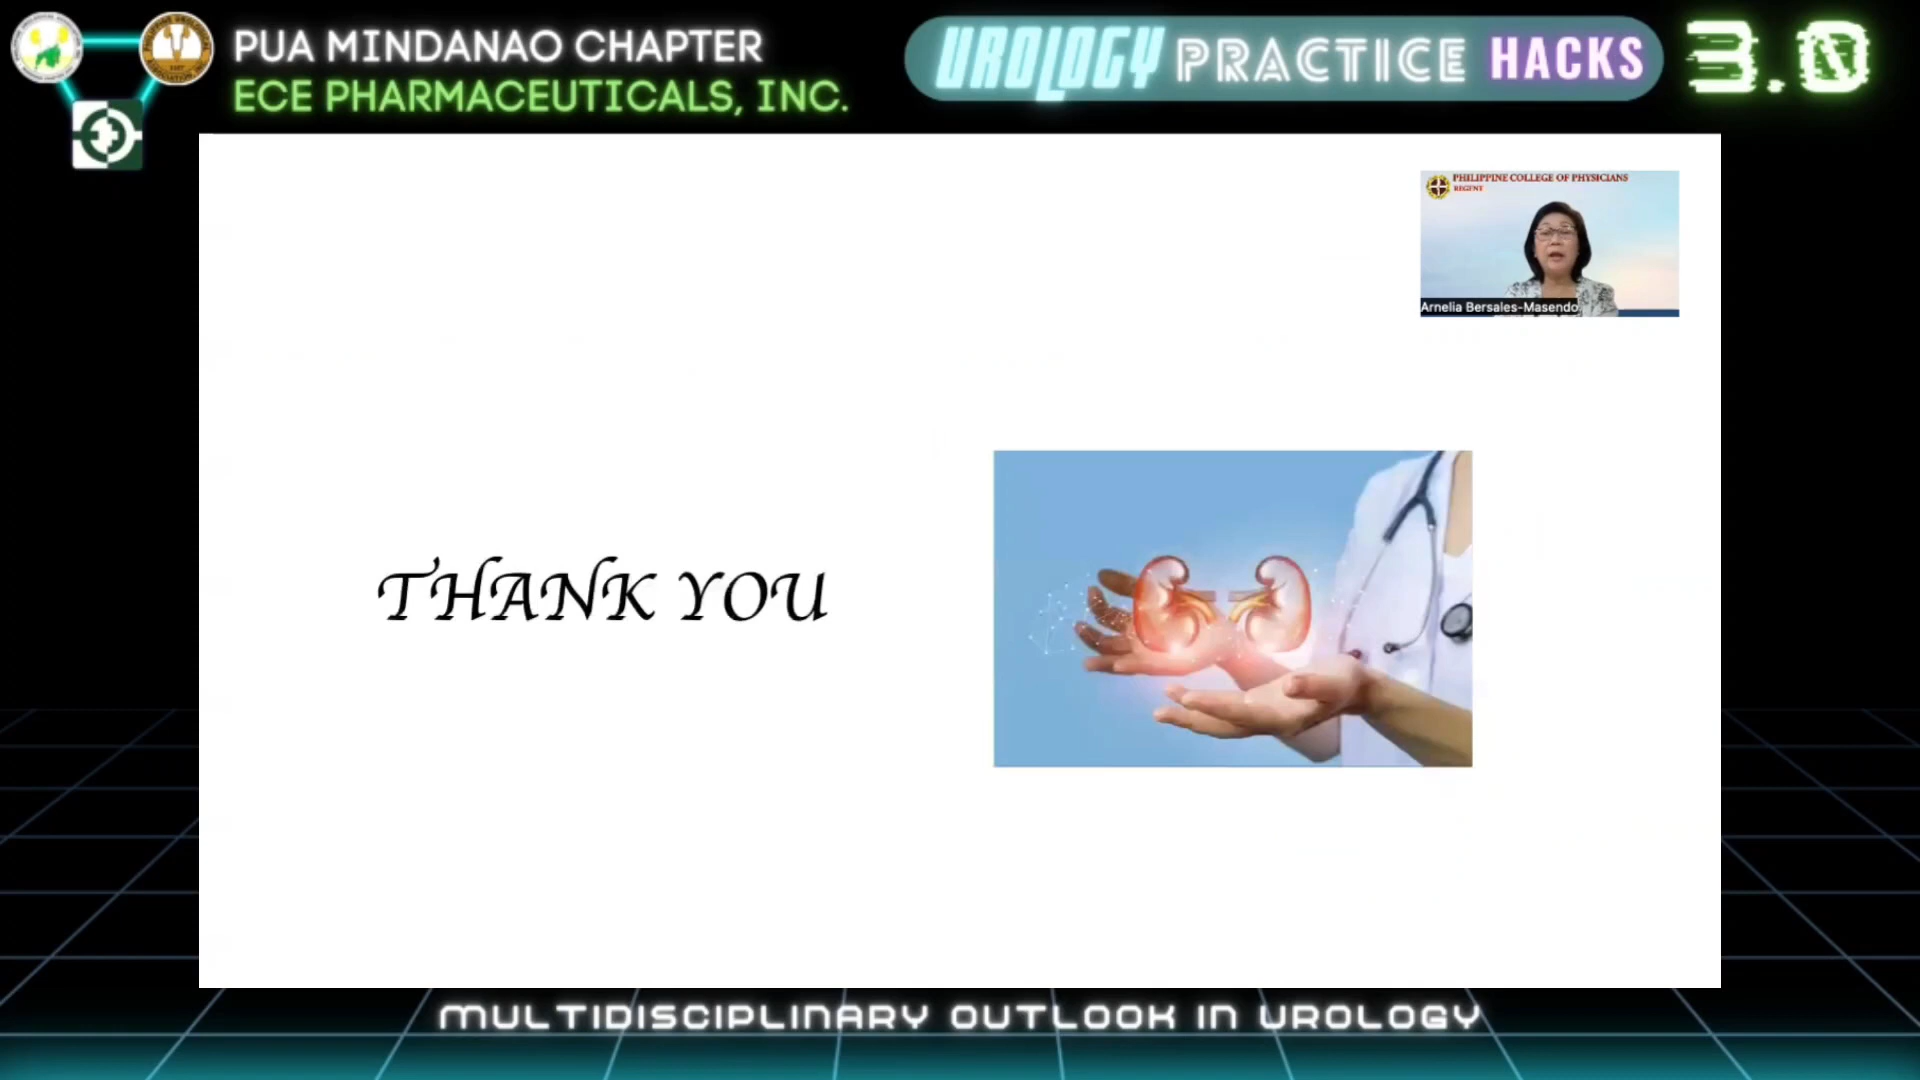 PUA MINDANAO CHAPTER
ECE PHARMACEUTICALS, INC.
UROLOGY PRACTICE HACKS 3.0
PHILIPPINE COLLEGE OF PHYSICIANS
REGENT
Arnelia Bersales-Masendo
THANK YOU
MULTIDISCIPLINARY OUTLOOK IN UROLOGY